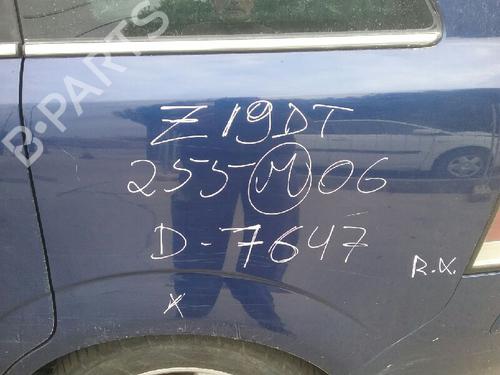 B-PARTS
Z19DT
255 M 06
D-7647
R.X.
X